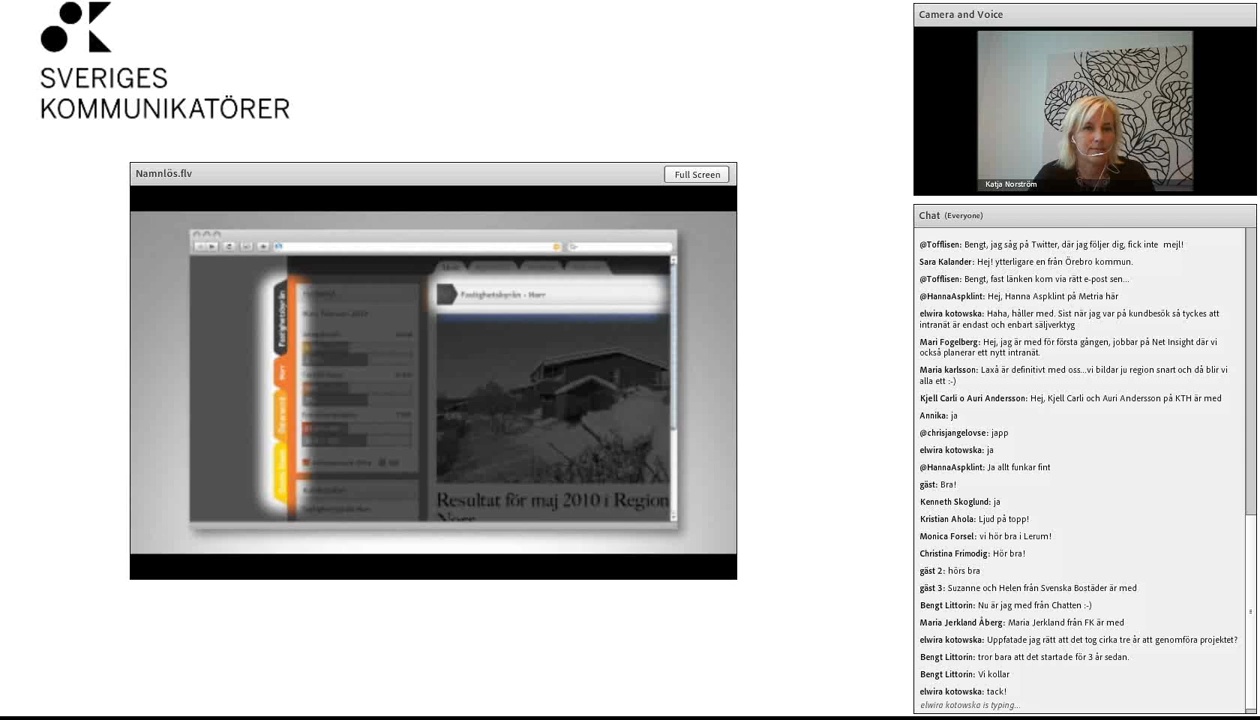 SVERIGES
KOMMUNIKATÖRER
Namnlös.flv
Full Screen
Fastighetsbyrån
Norr
Fastighetsbyrån - Norr
Resultat för maj 2010 i Region
Norr
Camera and Voice
Katja Norström
Chat (Everyone)
@Tofflisen: Bengt, jag såg på Twitter, där jag följer dig, fick inte mejl!
Sara Kalander: Hej! ytterligare en från Örebro kommun.
@Tofflisen: Bengt, fast länken kom via rätt e-post sen...
@HannaAspklint: Hej, Hanna Aspklint på Metria här
elwira kotowska: Haha, håller med. Sist när jag var på kundbesök så tyckes att
intranät är endast och enbart säljverktyg
Mari Fogelberg: Hej, jag är med för första gången, jobbar på Net Insight där vi
också planerar ett nytt intranät.
Maria karlsson: Laxå är definitivt med oss...vi bildar ju region snart och då blir vi
alla ett :-)
Kjell Carli o Auri Andersson: Hej, Kjell Carli och Auri Andersson på KTH är med
Annika: ja
@chrisjangelovse: japp
elwira kotowska: ja
@HannaAspklint: Ja allt funkar fint
gäst: Bra!
Kenneth Skoglund: ja
Kristian Ahola: Ljud på topp!
Monica Forsel: vi hör bra i Lerum!
Christina Frimodig: Hör bra!
gäst 2: hörs bra
gäst 3: Suzanne och Helen från Svenska Bostäder är med
Bengt Littorin: Nu är jag med från Chatten :-)
Maria Jerkland Åberg: Maria Jerkland från FK är med
elwira kotowska: Uppfatade jag rätt att det tog cirka tre år att genomföra projektet?
Bengt Littorin: tror bara att det startade för 3 år sedan.
Bengt Littorin: Vi kollar
elwira kotowska: tack!
elwira kotowska is typing...